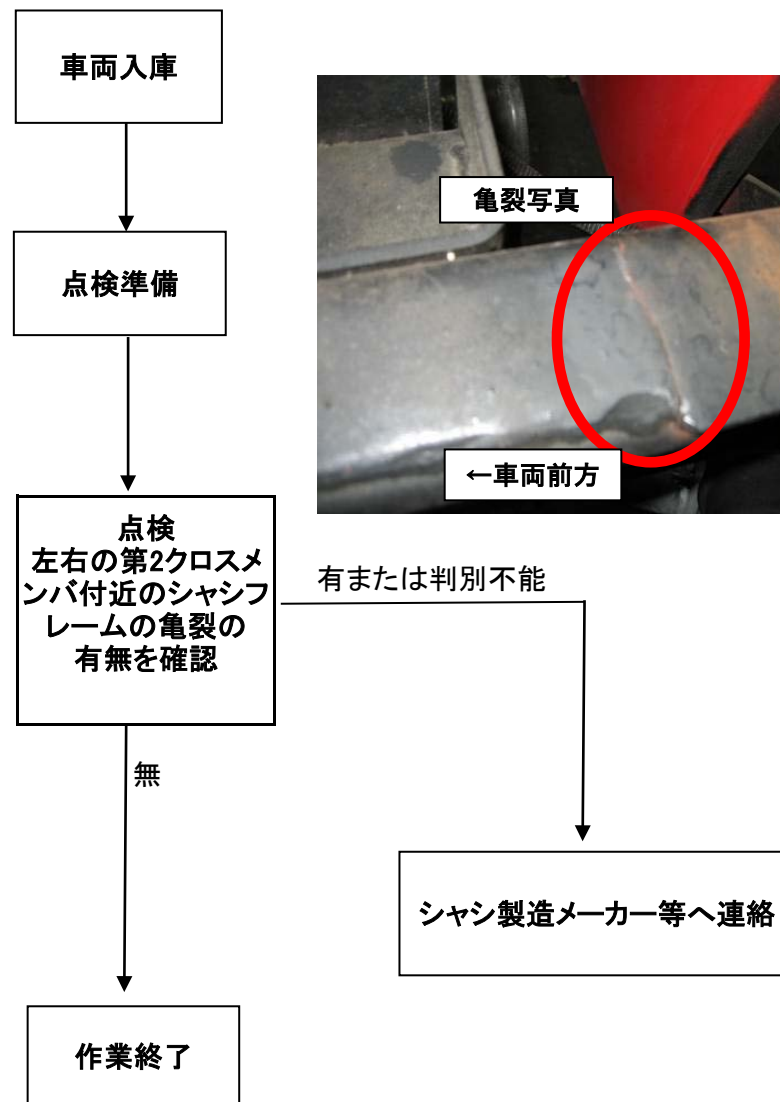 車両入庫
亀裂写真
点検準備
←車両前方
点検
左右の第2クロスメ
ンバ付近のシャシフ
レームの亀裂の
有無を確認
有または判別不能
無
シャシ製造メーカー等へ連絡
作業終了